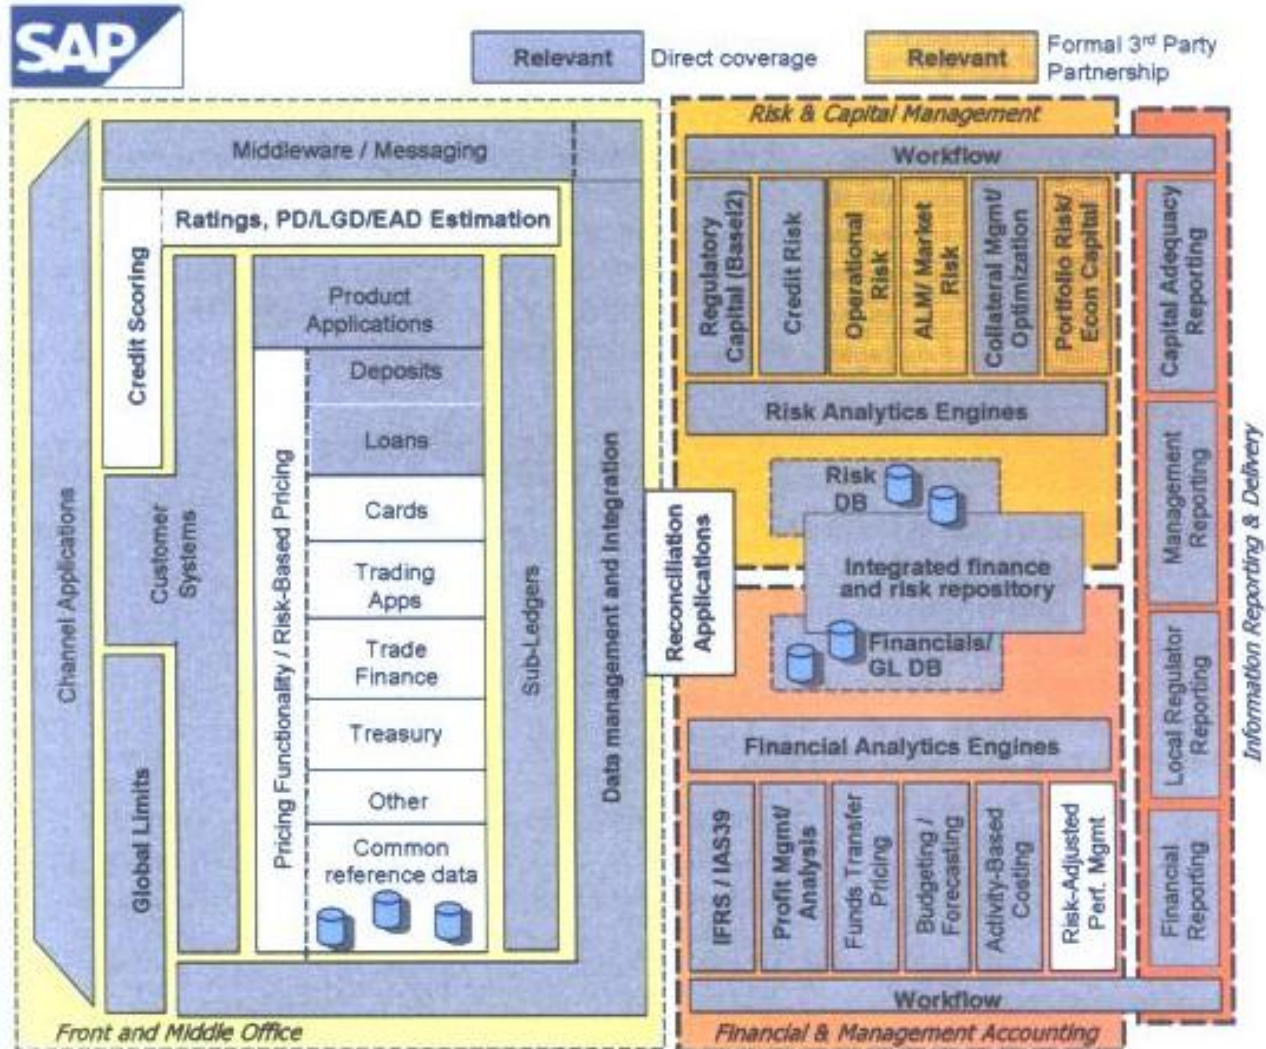 SAP
Relevant
Direct coverage
Relevant
Formal 3rd Party
Partnership
Middleware / Messaging
Ratings, PD/LGD/EAD Estimation
Credit Scoring
Channel Applications
Customer
Systems
Global Limits
Product
Applications
Pricing Functionality / Risk-Based Pricing
Deposits
Loans
Cards
Trading
Apps
Trade
Finance
Treasury
Other
Common
reference data
Sub-Ledgers
Data management and Integration
Front and Middle Office
Reconciliation
Applications
Risk & Capital Management
Workflow
Regulatory
Capital (Basel2)
Credit Risk
Operational
Risk
ALM/ Market
Risk
Collateral Mgmt/
Optimization
Portfolio Risk/
Econ Capital
Risk Analytics Engines
Risk
DB
Integrated finance
and risk repository
Financials/
GL DB
Financial Analytics Engines
IFRS / IAS39
Profit Mgmt/
Analysis
Funds Transfer
Pricing
Budgeting /
Forecasting
Activity-Based
Costing
Risk-Adjusted
Perf. Mgmt
Workflow
Financial & Management Accounting
Capital Adequacy
Reporting
Management
Reporting
Local Regulator
Reporting
Financial
Reporting
Information Reporting & Delivery